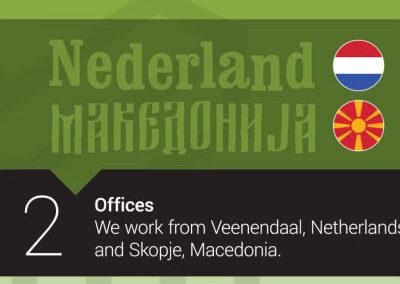 Nederland
МАКЕДОНИЈА
2
Offices
We work from Veenendaal, Netherlands
and Skopje, Macedonia.